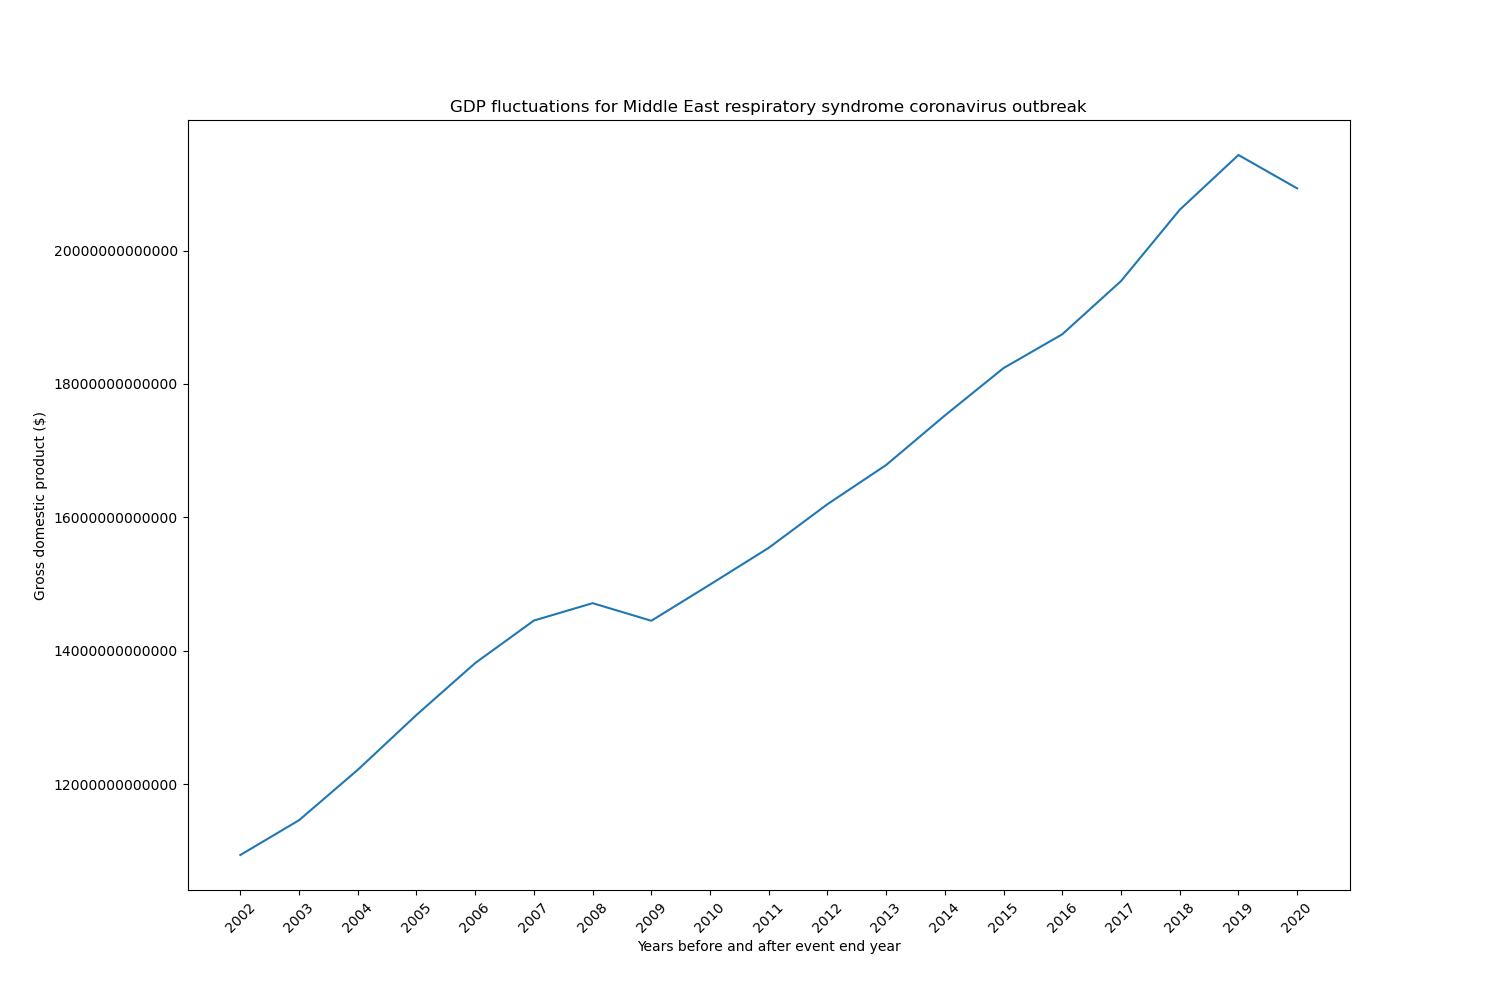 GDP fluctuations for Middle East respiratory syndrome coronavirus outbreak
Gross domestic product ($)
20000000000000
18000000000000
16000000000000
14000000000000
12000000000000
2002 2003 2004 2005 2006 2007 2008 2009 2010 2011 2012 2013 2014 2015 2016 2017 2018 2019 2020
Years before and after event end year